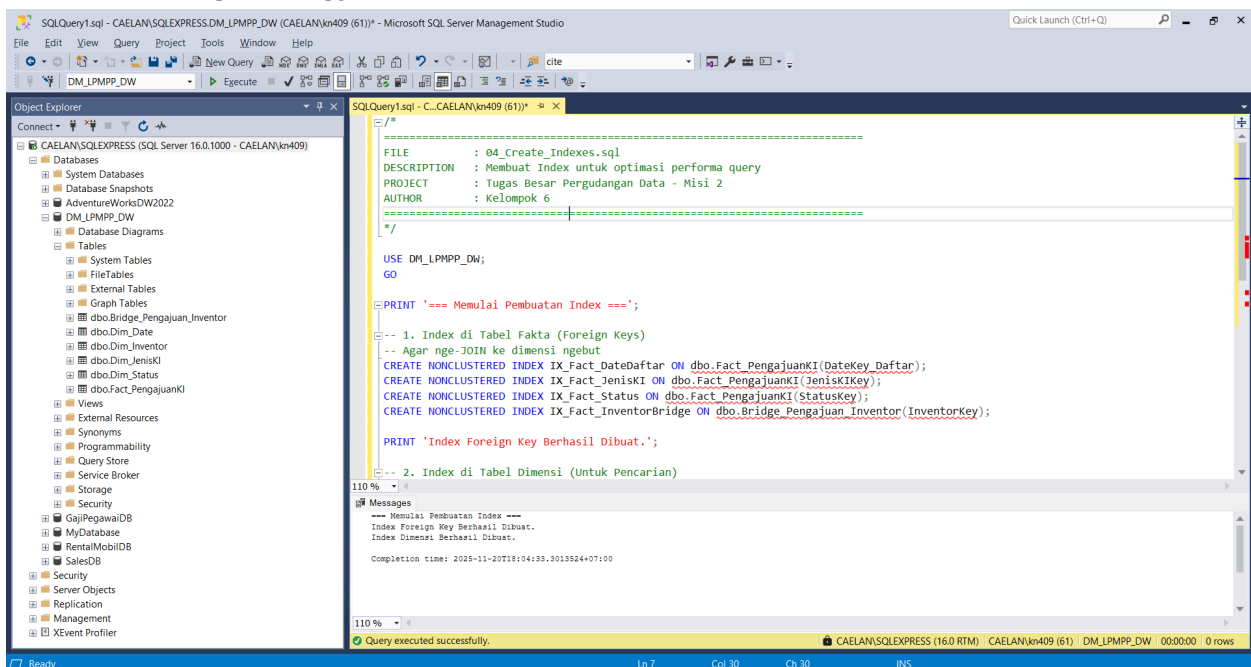 SQLQuery1.sql - CAELAN\SQLEXPRESS.DM_LPMPP_DW (CAELAN\kn409 (61))* - Microsoft SQL Server Management Studio
Quick Launch (Ctrl+Q)
File Edit View Query Project Tools Window Help
New Query
cite
DM_LPMPP_DW
Execute
Object Explorer
Connect
CAELAN\SQLEXPRESS (SQL Server 16.0.1000 - CAELAN\kn409)
Databases
System Databases
Database Snapshots
AdventureWorksDW2022
DM_LPMPP_DW
Database Diagrams
Tables
System Tables
FileTables
External Tables
Graph Tables
dbo.Bridge_Pengajuan_Inventor
dbo.Dim_Date
dbo.Dim_Inventor
dbo.Dim_JenisKI
dbo.Dim_Status
dbo.Fact_PengajuanKI
Views
External Resources
Synonyms
Programmability
Query Store
Service Broker
Storage
Security
GajiPegawaiDB
MyDatabase
RentalMobilDB
SalesDB
Security
Server Objects
Replication
Management
XEvent Profiler
SQLQuery1.sql - C...CAELAN\kn409 (61))*
/*
===========================================================================
FILE : 04_Create_Indexes.sql
DESCRIPTION : Membuat Index untuk optimasi performa query
PROJECT : Tugas Besar Pergudangan Data - Misi 2
AUTHOR : Kelompok 6
===========================================================================
*/
USE DM_LPMPP_DW;
GO
PRINT '=== Memulai Pembuatan Index ===';
-- 1. Index di Tabel Fakta (Foreign Keys)
-- Agar nge-JOIN ke dimensi ngebut
CREATE NONCLUSTERED INDEX IX_Fact_DateDaftar ON dbo.Fact_PengajuanKI(DateKey_Daftar);
CREATE NONCLUSTERED INDEX IX_Fact_JenisKI ON dbo.Fact_PengajuanKI(JenisKIKey);
CREATE NONCLUSTERED INDEX IX_Fact_Status ON dbo.Fact_PengajuanKI(StatusKey);
CREATE NONCLUSTERED INDEX IX_Fact_InventorBridge ON dbo.Bridge_Pengajuan_Inventor(InventorKey);
PRINT 'Index Foreign Key Berhasil Dibuat.';
-- 2. Index di Tabel Dimensi (Untuk Pencarian)
110 %
Messages
=== Memulai Pembuatan Index ===
Index Foreign Key Berhasil Dibuat.
Index Dimensi Berhasil Dibuat.
Completion time: 2025-11-20T18:04:33.3013524+07:00
110 %
Query executed successfully.
CAELAN\SQLEXPRESS (16.0 RTM) CAELAN\kn409 (61) DM_LPMPP_DW 00:00:00 0 rows
Ready
Ln 7 Col 30 Ch 30 INS